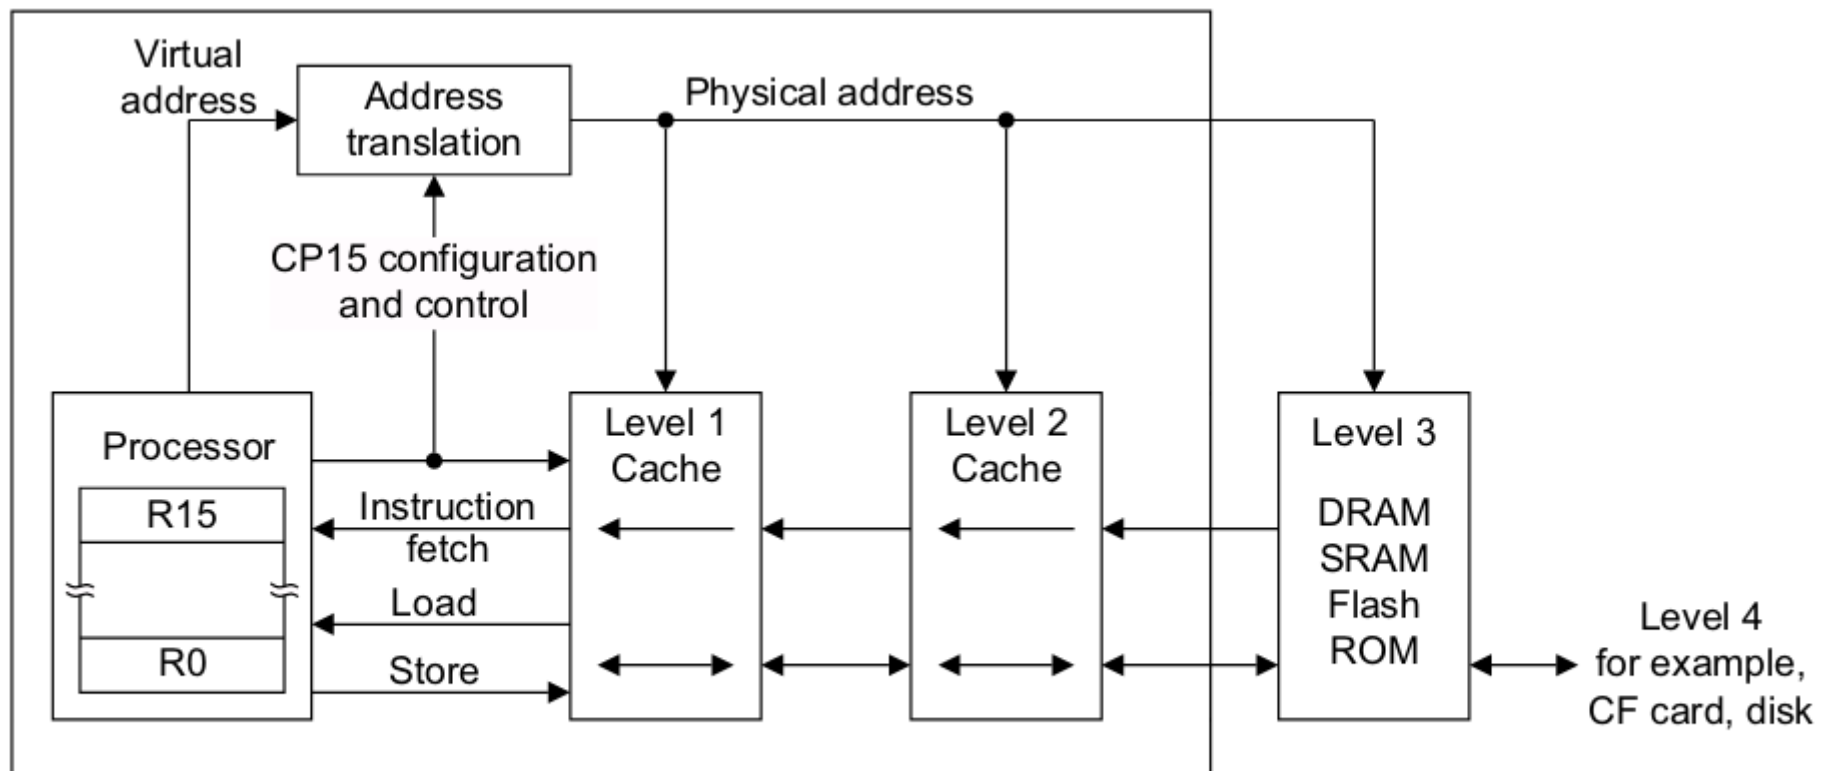 Virtual
address
Address
translation
Physical address
CP15 configuration
and control
Processor
R15
R0
Instruction
fetch
Load
Store
Level 1
Cache
Level 2
Cache
Level 3
DRAM
SRAM
Flash
ROM
Level 4
for example,
CF card, disk